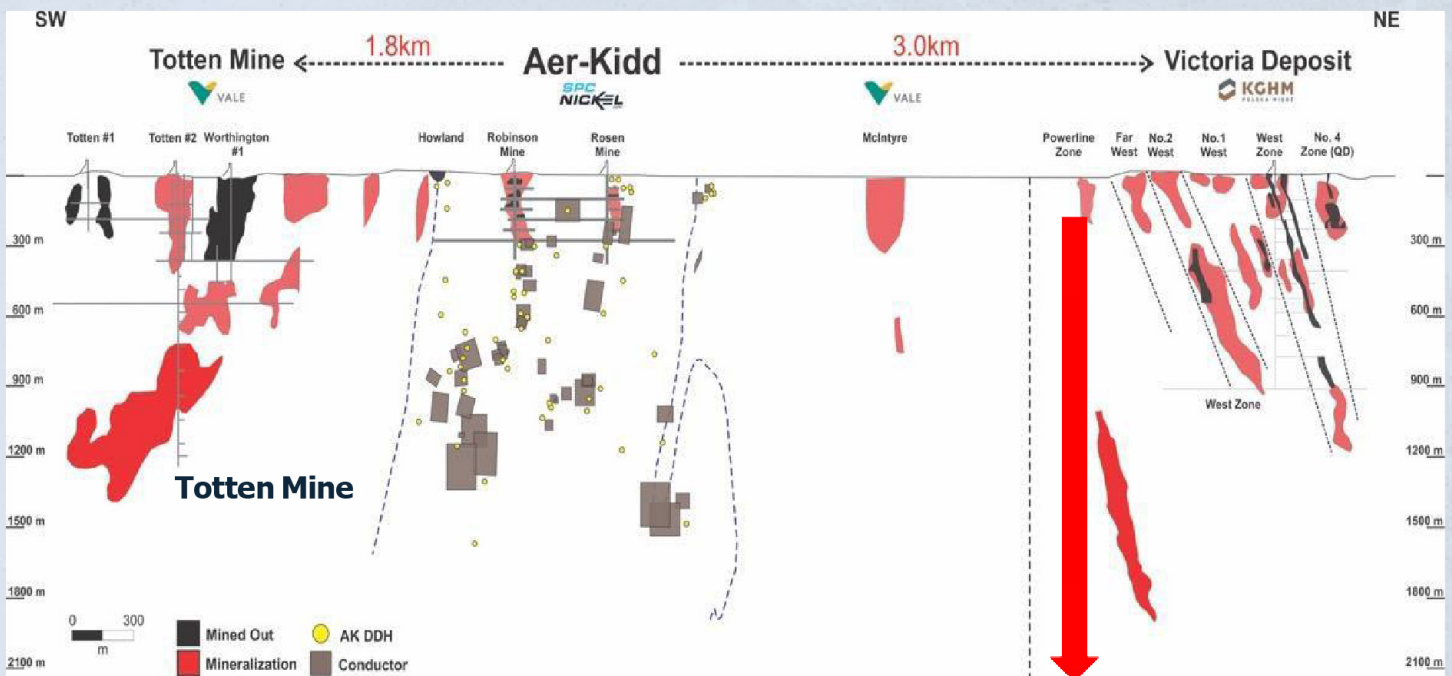 SW
NE
Totten Mine
1.8km
Aer-Kidd
3.0km
Victoria Deposit
VALE
SPC
NICKEL
VALE
KGHM
POLSKA MIEDŹ
Totten #1
Totten #2
Worthington
#1
Howland
Robinson
Mine
Rosen
Mine
McIntyre
Powerline
Zone
Far
West
No.2
West
No.1
West
West
Zone
No. 4
Zone (QD)
300 m
300 m
600 m
600 m
900 m
900 m
West Zone
1200 m
1200 m
Totten Mine
1500 m
1500 m
1800 m
1800 m
0
300
m
Mined Out
AK DDH
Mineralization
Conductor
2100 m
2100 m